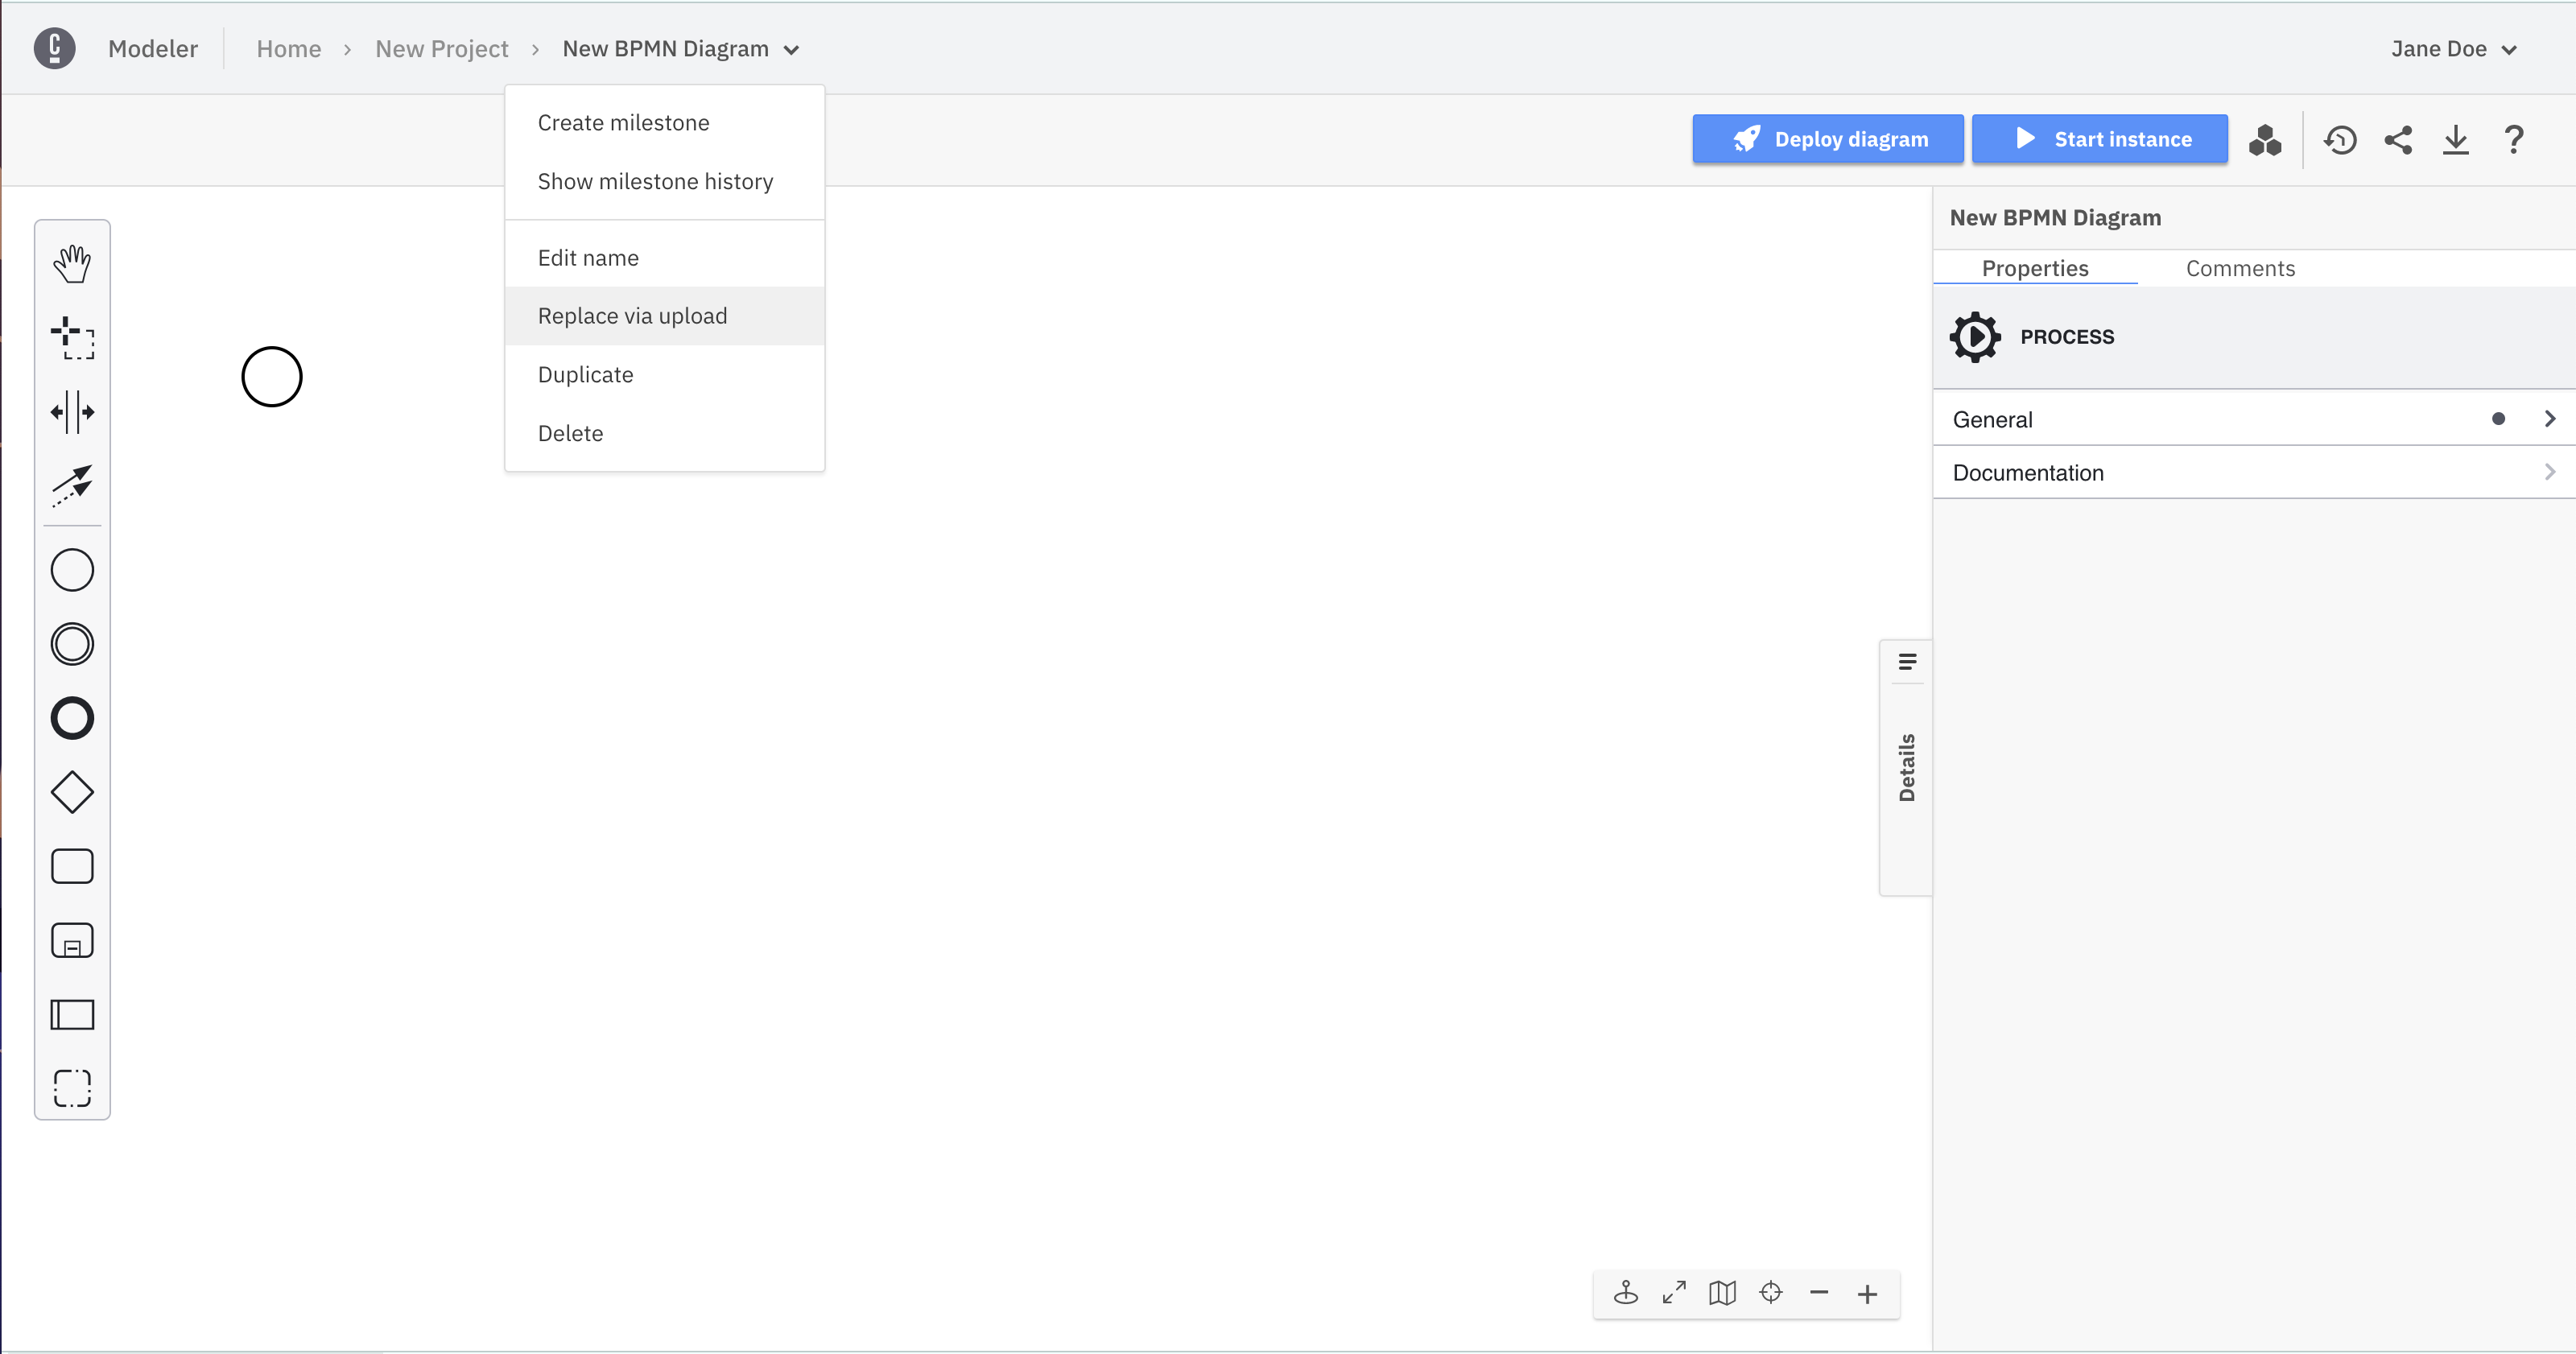 Modeler
Home > New Project > New BPMN Diagram
Jane Doe
Create milestone
Show milestone history
Edit name
Replace via upload
Duplicate
Delete
Deploy diagram
Start instance
?
New BPMN Diagram
Properties
Comments
PROCESS
General
Documentation
Details